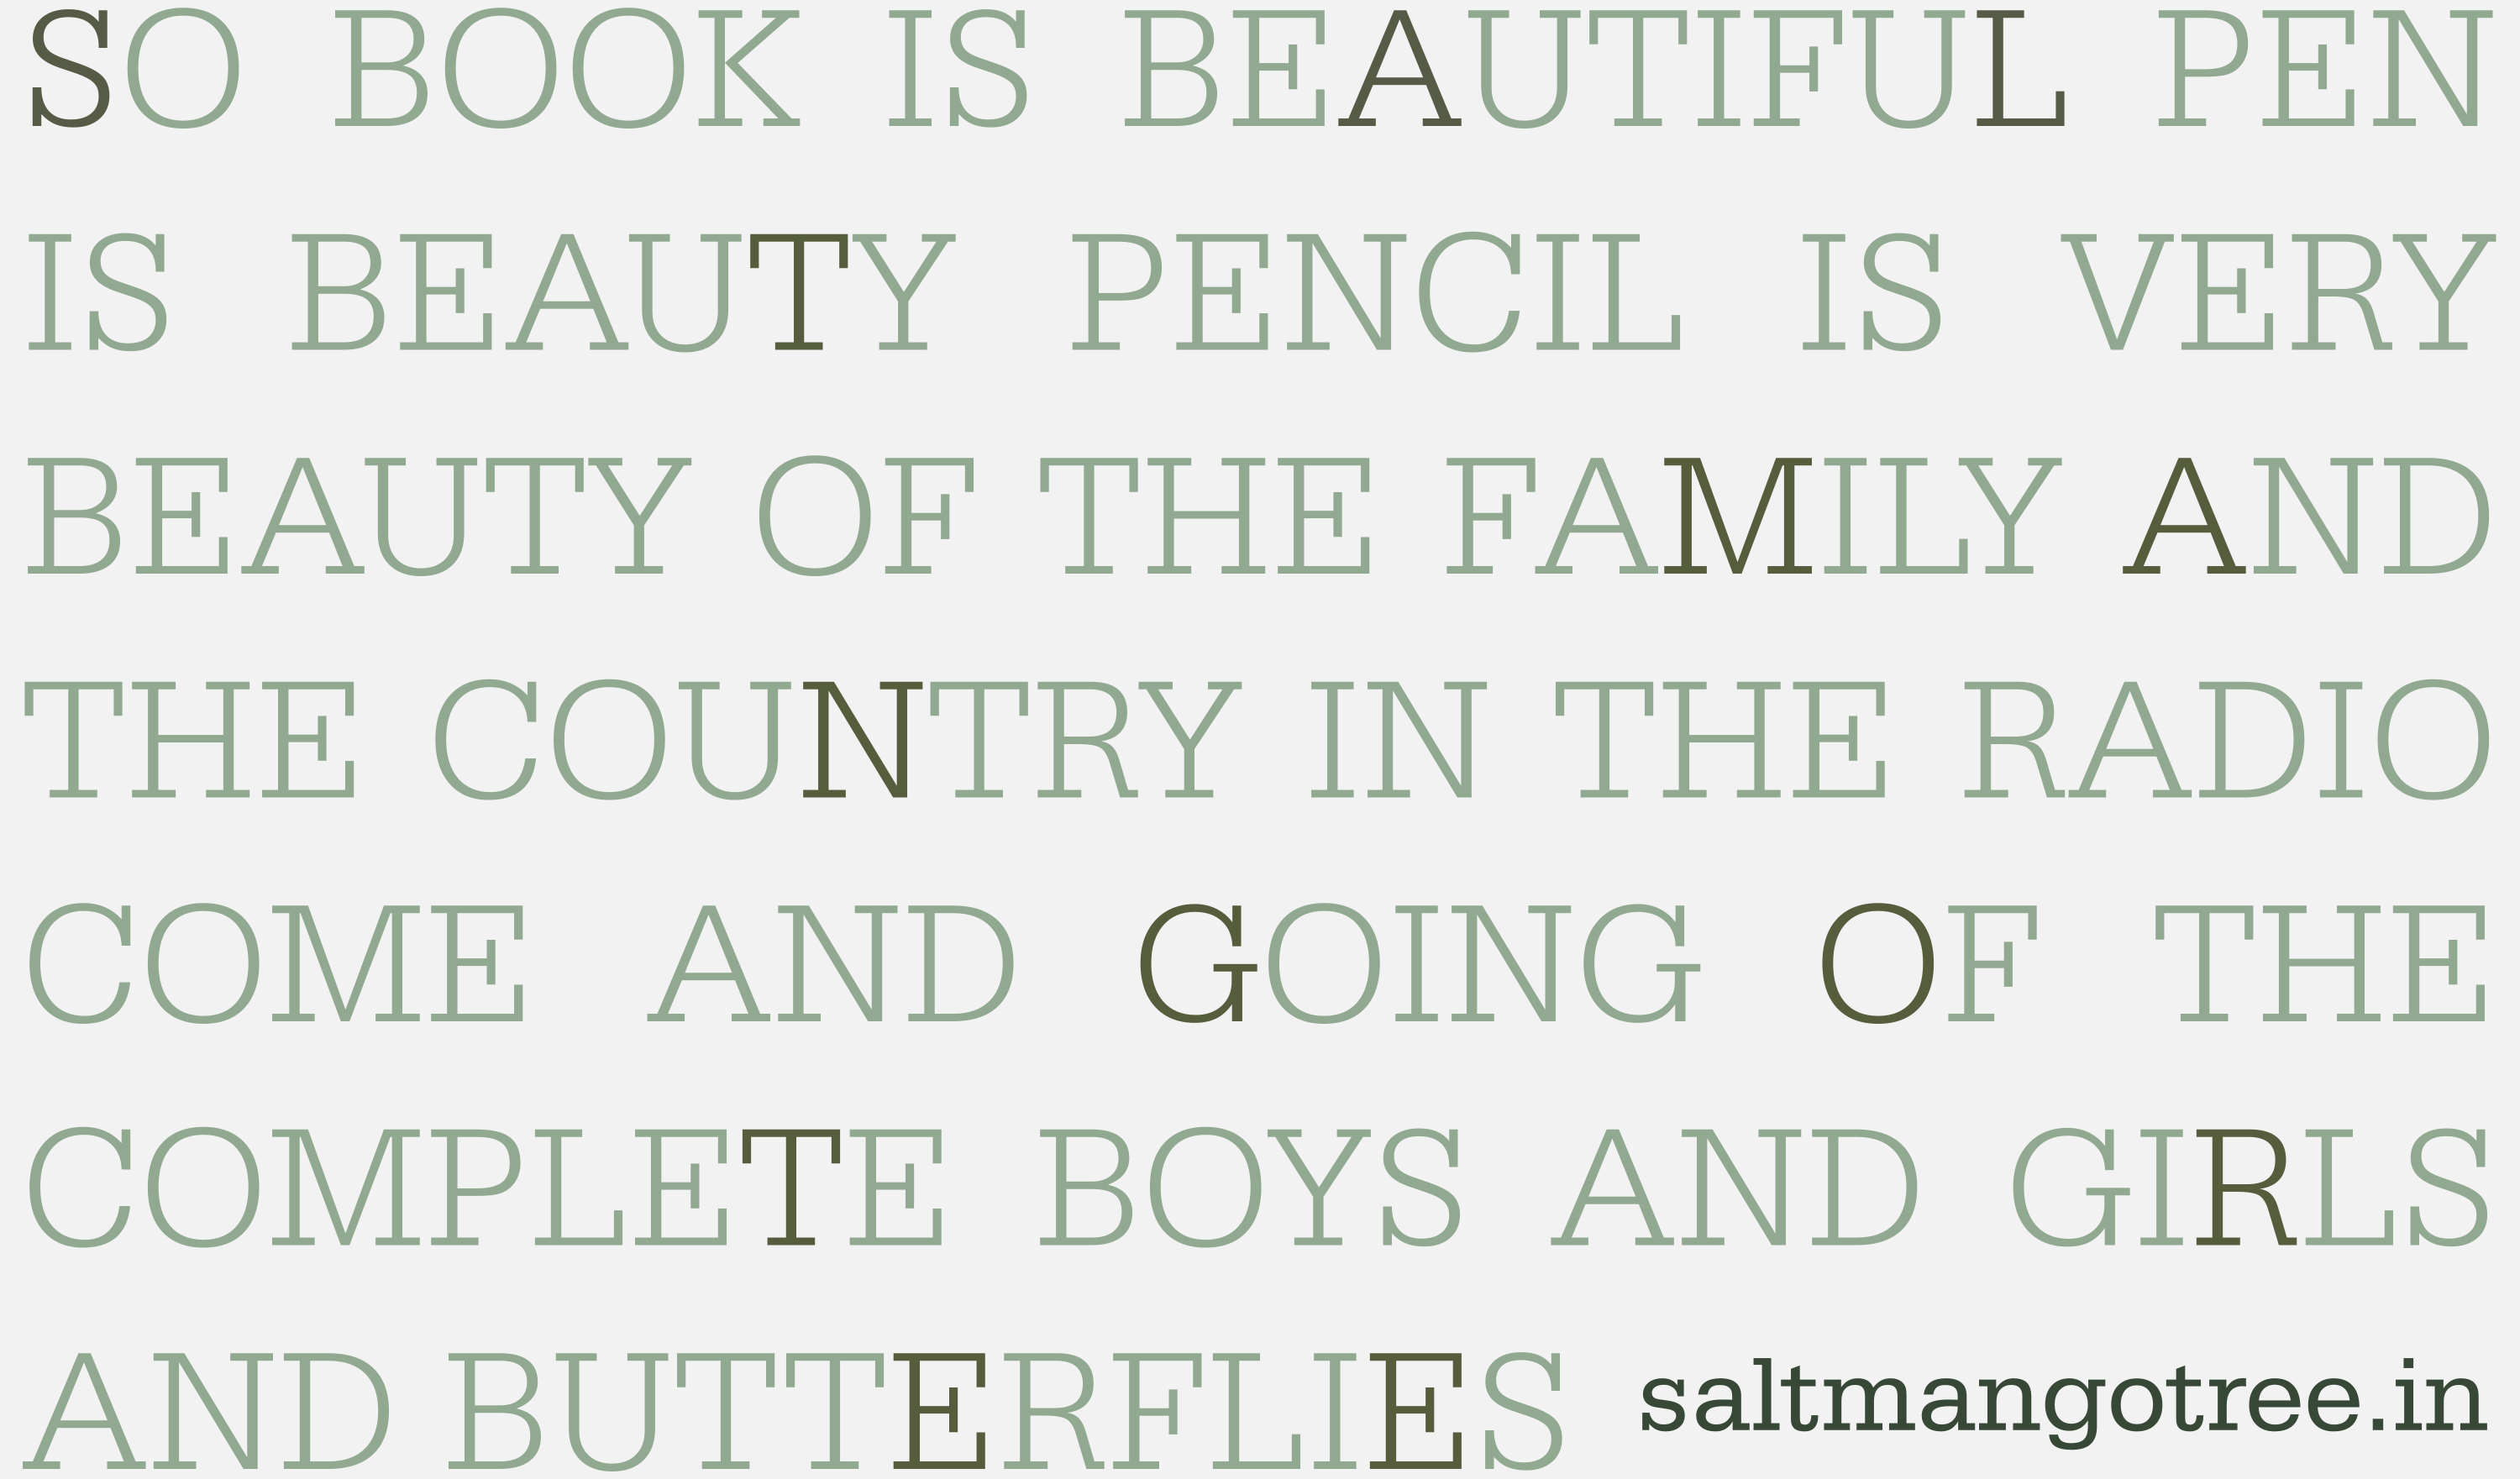 SO BOOK IS BEAUTIFUL PEN
IS BEAUTY PENCIL IS VERY
BEAUTY OF THE FAMILY AND
THE COUNTRY IN THE RADIO
COME AND GOING OF THE
COMPLETE BOYS AND GIRLS
AND BUTTERFLIES saltmangotree.in